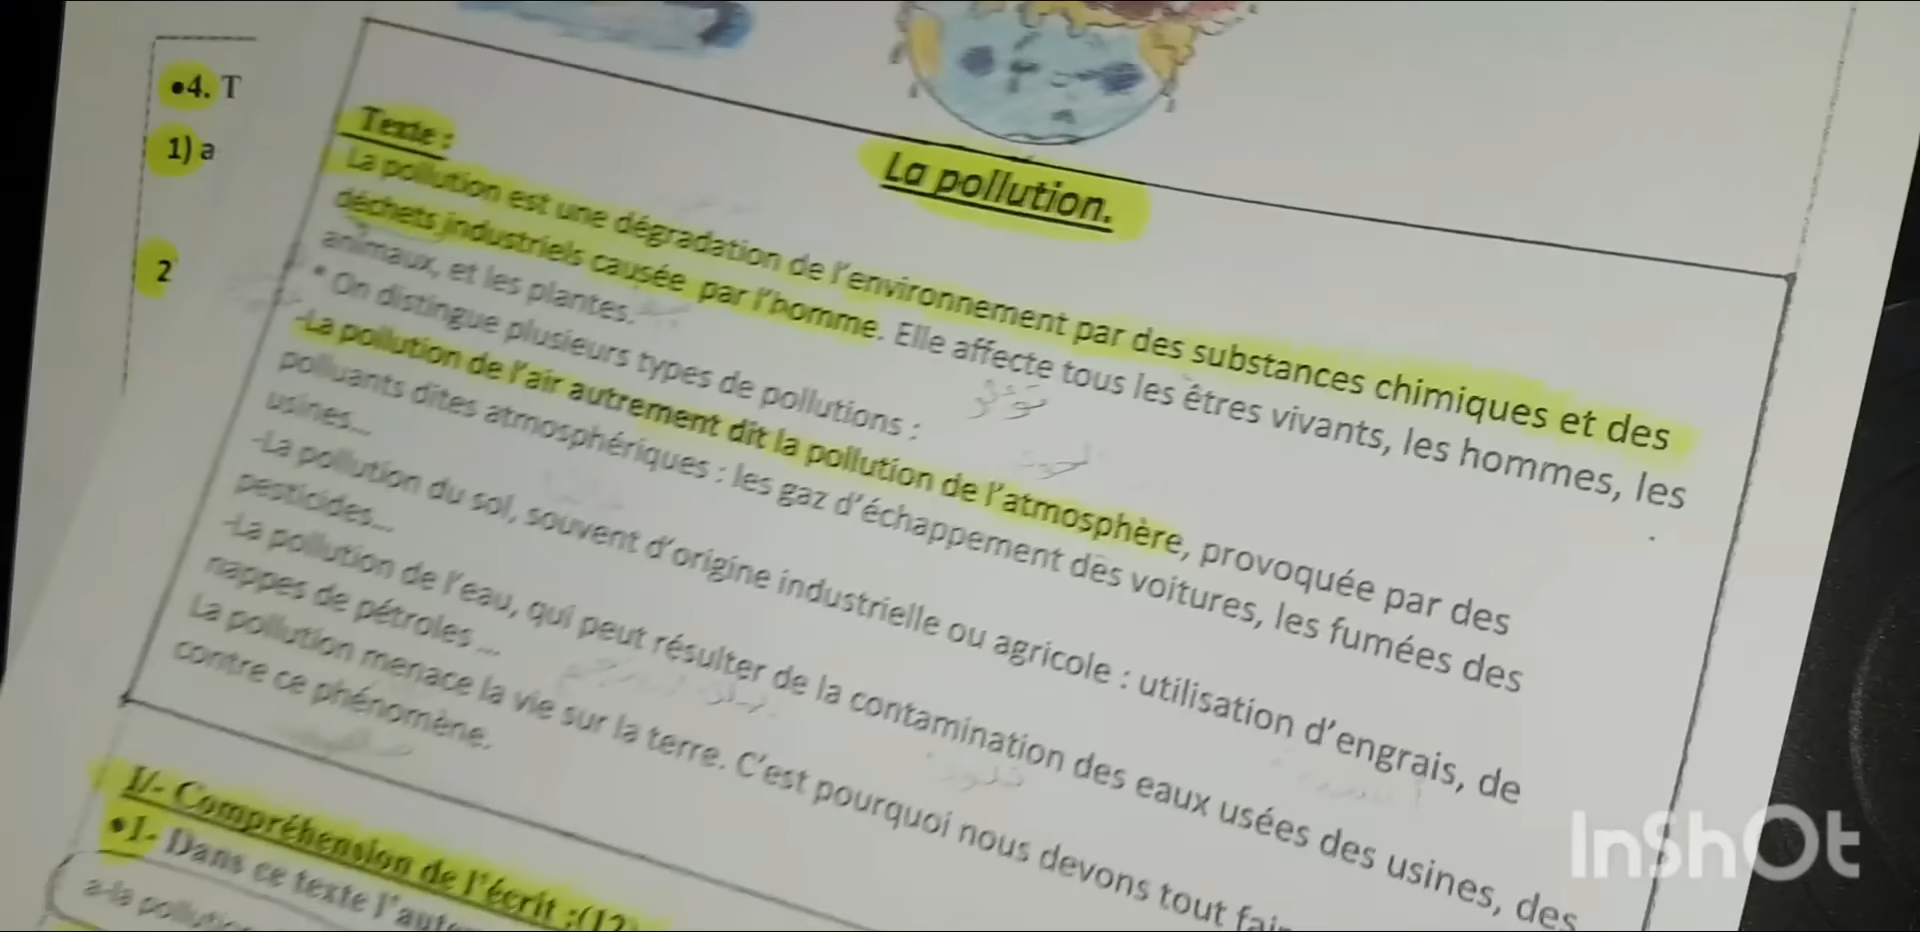 •4. T
1) a
2
La pollution.
Texte :
La pollution est une dégradation de l'environnement par des substances chimiques et des
déchets industriels causée par l'homme. Elle affecte tous les êtres vivants, les hommes, les
animaux, et les plantes.
* On distingue plusieurs types de pollutions :
-La pollution de l'air autrement dit la pollution de l'atmosphère, provoquée par des
polluants dites atmosphériques : les gaz d'échappement des voitures, les fumées des
usines...
-La pollution du sol, souvent d'origine industrielle ou agricole : utilisation d'engrais, de
pesticides...
-La pollution de l'eau, qui peut résulter de la contamination des eaux usées des usines, des
nappes de pétroles ...
La pollution menace la vie sur la terre. C'est pourquoi nous devons tout fai
contre ce phénomène.
I/- Compréhension de l'écrit :(12
•1- Dans ce texte l'aut
a-la pollution
InShOt